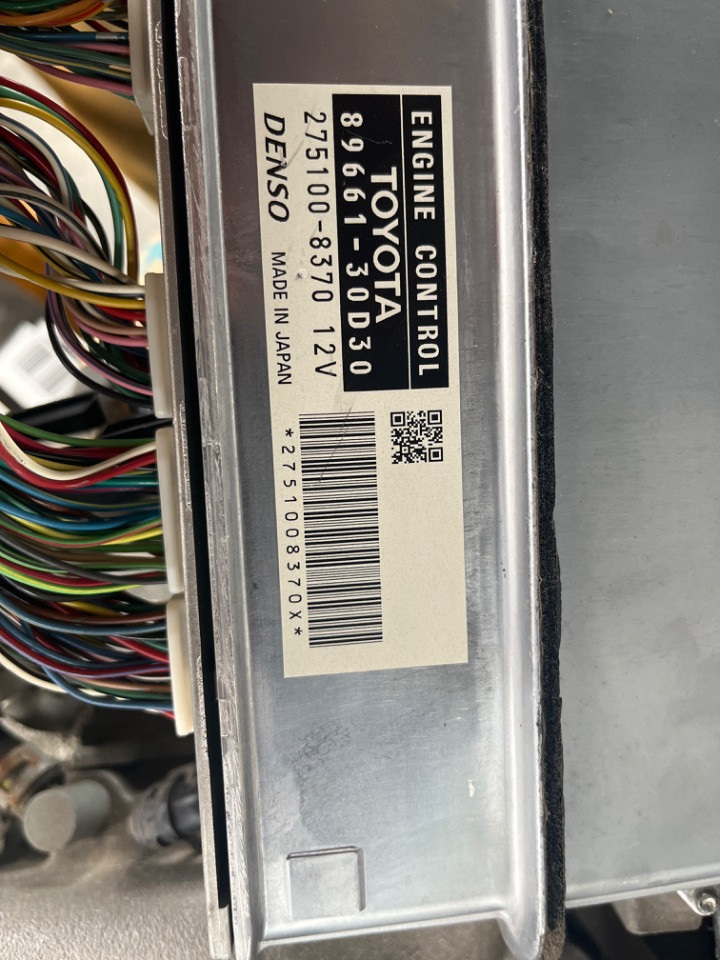 ENGINE CONTROL
TOYOTA
89661-30D30
275100-8370 12V
DENSO MADE IN JAPAN
*2751008370X*